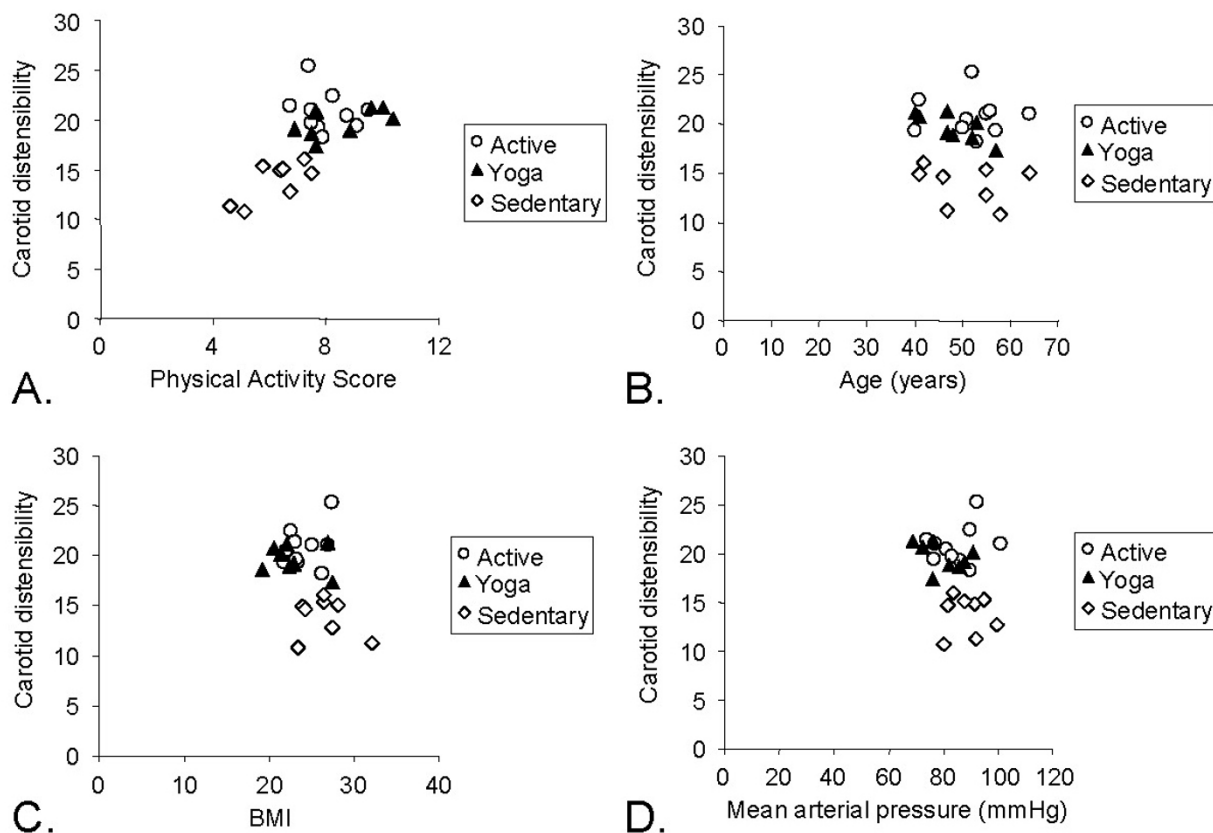 30
25
20
15
10
5
0
Carotid distensibility
0 4 8 12
Physical Activity Score
Active
Yoga
Sedentary
A.
30
25
20
15
10
5
0
Carotid distensibility
0 10 20 30 40 50 60 70
Age (years)
Active
Yoga
Sedentary
B.
30
25
20
15
10
5
0
Carotid distensibility
0 10 20 30 40
BMI
Active
Yoga
Sedentary
C.
30
25
20
15
10
5
0
Carotid distensibility
0 20 40 60 80 100 120
Mean arterial pressure (mmHg)
Active
Yoga
Sedentary
D.